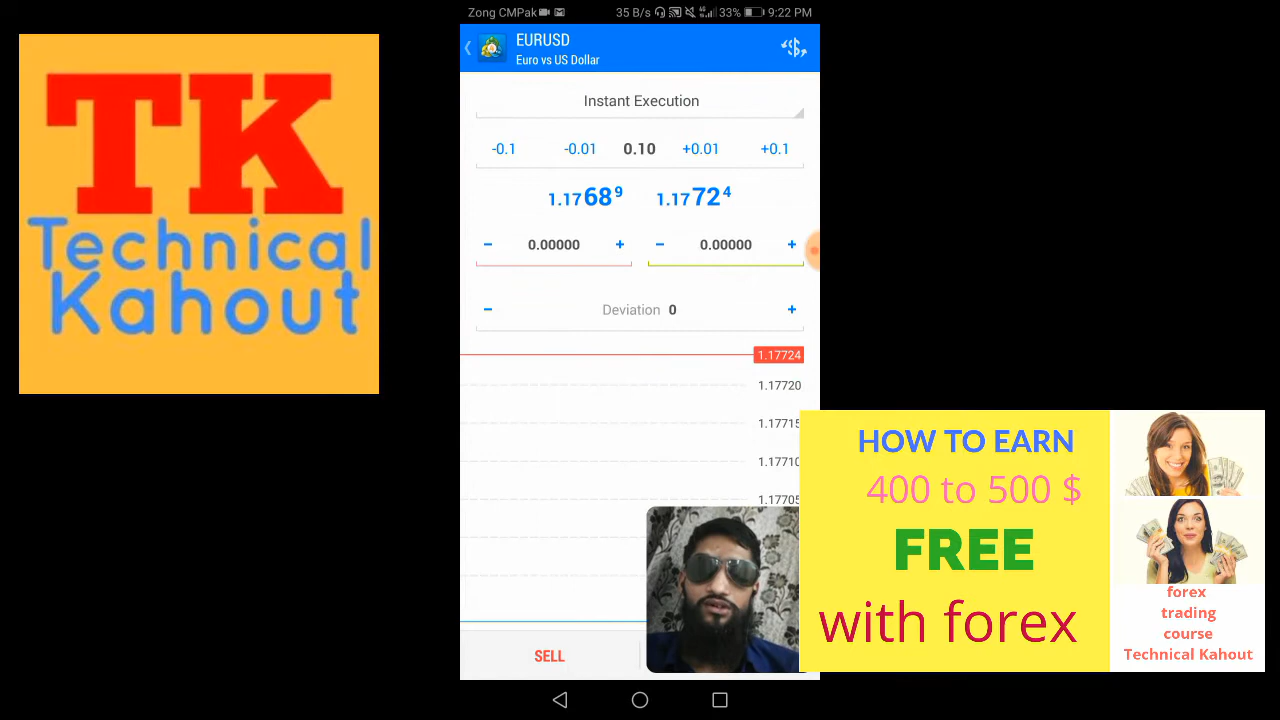 TK
Technical
Kahout
Zong CMPak 35 B/s 4G 33% 9:22 PM
EURUSD
Euro vs US Dollar
Instant Execution
-0.1 -0.01 0.10 +0.01 +0.1
1.17689 1.17724
- 0.00000 + - 0.00000 +
- Deviation 0 +
1.17724
1.17720
1.17715
1.17710
1.17705
SELL
HOW TO EARN
400 to 500 $
FREE
with forex
forex
trading
course
Technical Kahout